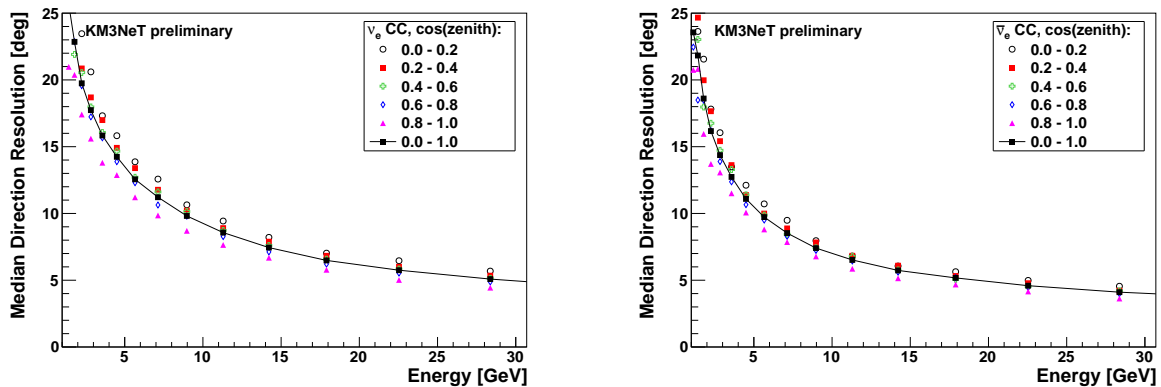 KM3NeT preliminary
ν_e CC, cos(zenith):
0.0 - 0.2
0.2 - 0.4
0.4 - 0.6
0.6 - 0.8
0.8 - 1.0
0.0 - 1.0
Median Direction Resolution [deg]
25
20
15
10
5
0
5 10 15 20 25 30
Energy [GeV]
KM3NeT preliminary
ν̅_e CC, cos(zenith):
0.0 - 0.2
0.2 - 0.4
0.4 - 0.6
0.6 - 0.8
0.8 - 1.0
0.0 - 1.0
Median Direction Resolution [deg]
25
20
15
10
5
0
5 10 15 20 25 30
Energy [GeV]